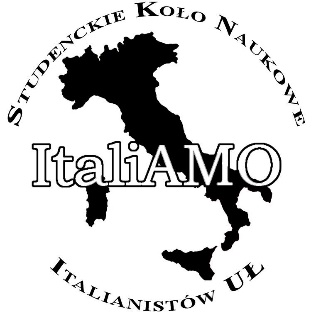 Studenckie Koło Naukowe
ItaliAMO
Italianistów UŁ